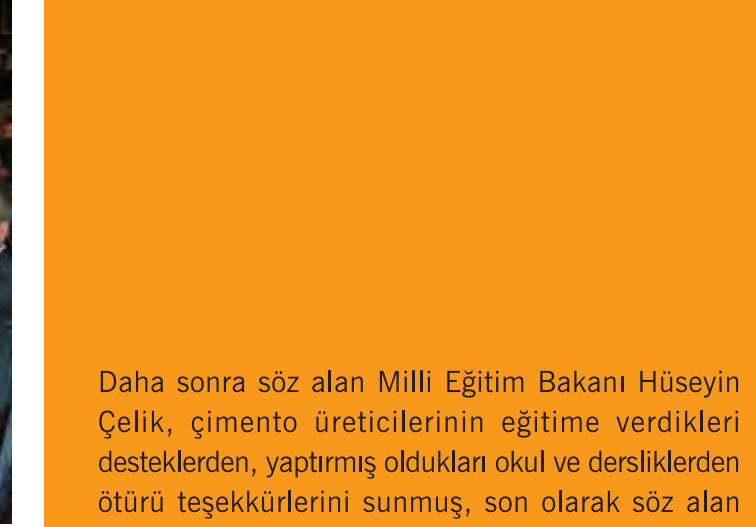 Daha sonra söz alan Milli Eğitim Bakanı Hüseyin
Çelik, çimento üreticilerinin eğitime verdikleri
desteklerden, yaptırmış oldukları okul ve dersliklerden
ötürü teşekkürlerini sunmuş, son olarak söz alan